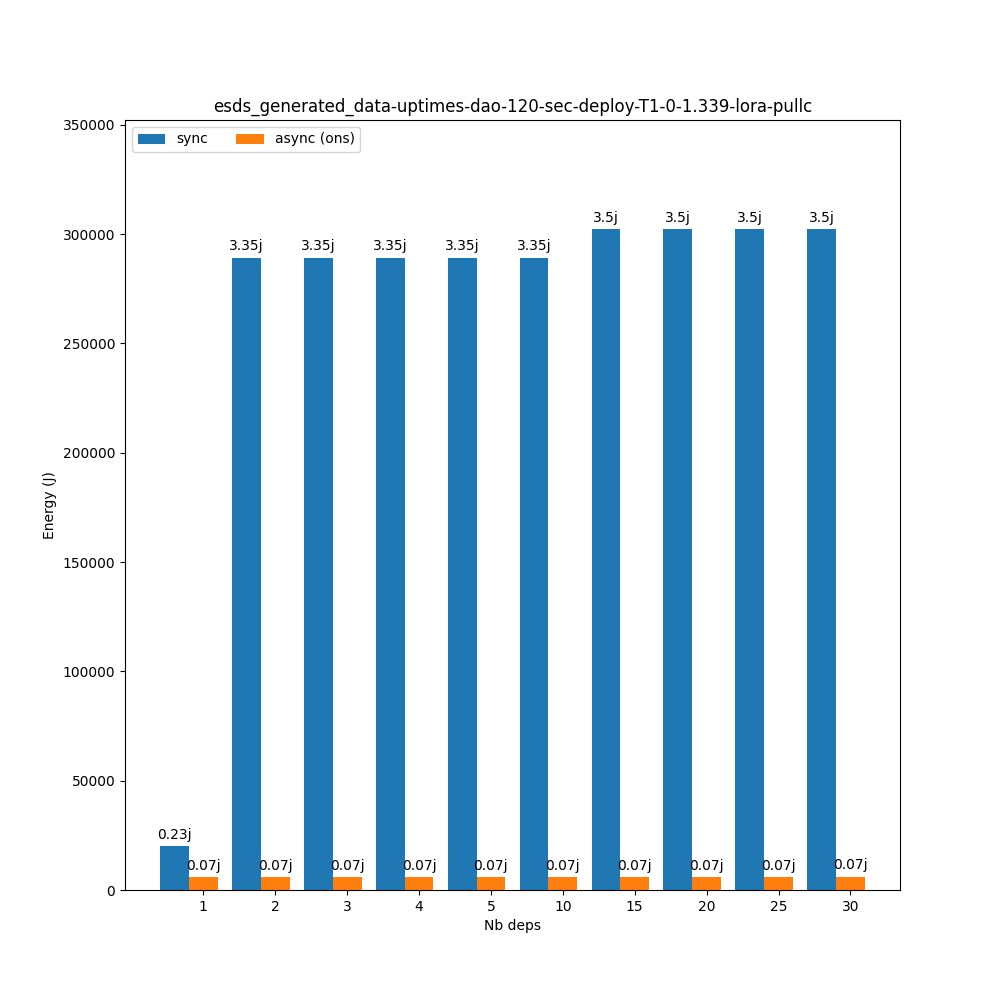 esds_generated_data-uptimes-dao-120-sec-deploy-T1-0-1.339-lora-pullc
sync
async (ons)
Energy (J)
350000
300000
250000
200000
150000
100000
50000
0
0.23j
3.35j
3.35j
3.35j
3.35j
3.35j
3.5j
3.5j
3.5j
3.5j
0.07j
0.07j
0.07j
0.07j
0.07j
0.07j
0.07j
0.07j
0.07j
0.07j
1
2
3
4
5
10
15
20
25
30
Nb deps